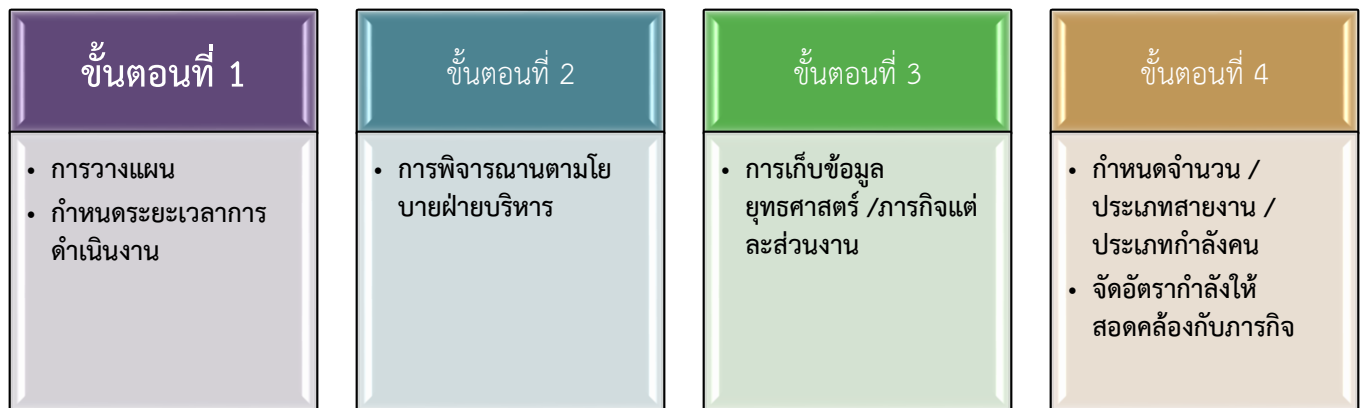 ขั้นตอนที่ 1
• การวางแผน
• กำหนดระยะเวลาการ
ดำเนินงาน
ขั้นตอนที่ 2
• การพิจารณานตามโย
บายฝ่ายบริหาร
ขั้นตอนที่ 3
• การเก็บข้อมูล
ยุทธศาสตร์ /ภารกิจแต่
ละส่วนงาน
ขั้นตอนที่ 4
• กำหนดจำนวน /
ประเภทสายงาน /
ประเภทกำลังคน
• จัดอัตรากำลังให้
สอดคล้องกับภารกิจ